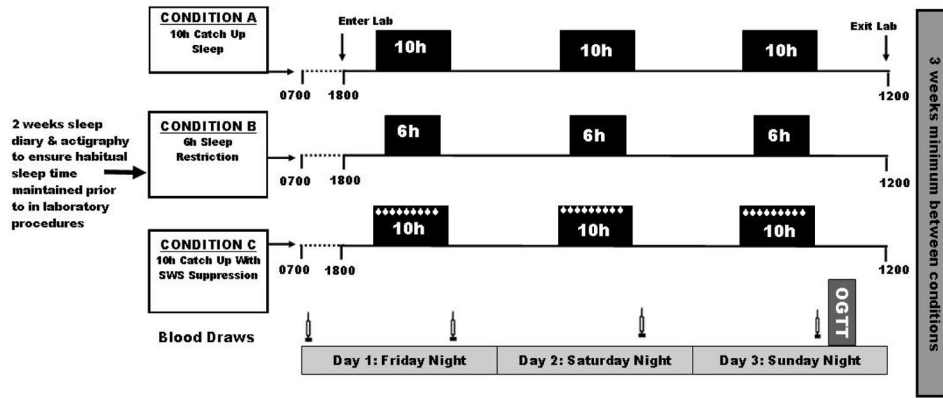 CONDITION A
10h Catch Up
Sleep
Enter Lab
10h
10h
10h
Exit Lab
0700
1800
1200
2 weeks sleep
diary & actigraphy
to ensure habitual
sleep time
maintained prior
to in laboratory
procedures
CONDITION B
6h Sleep
Restriction
6h
6h
6h
0700
1800
1200
CONDITION C
10h Catch Up With
SWS Suppression
10h
10h
10h
0700
1800
1200
Blood Draws
OGTT
Day 1: Friday Night
Day 2: Saturday Night
Day 3: Sunday Night
3 weeks minimum between conditions